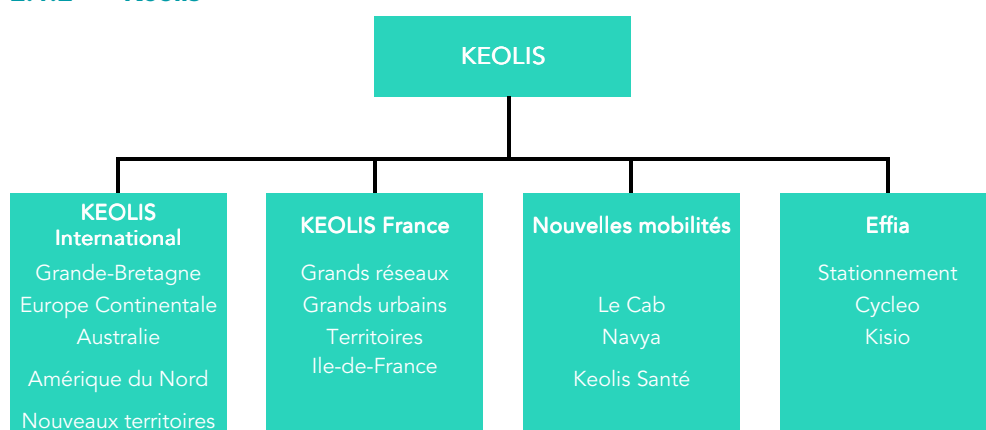 KEOLIS
KEOLIS
International
Grande-Bretagne
Europe Continentale
Australie
Amérique du Nord
Nouveaux territoires
KEOLIS France
Grands réseaux
Grands urbains
Territoires
Ile-de-France
Nouvelles mobilités
Le Cab
Navya
Keolis Santé
Effia
Stationnement
Cycleo
Kisio